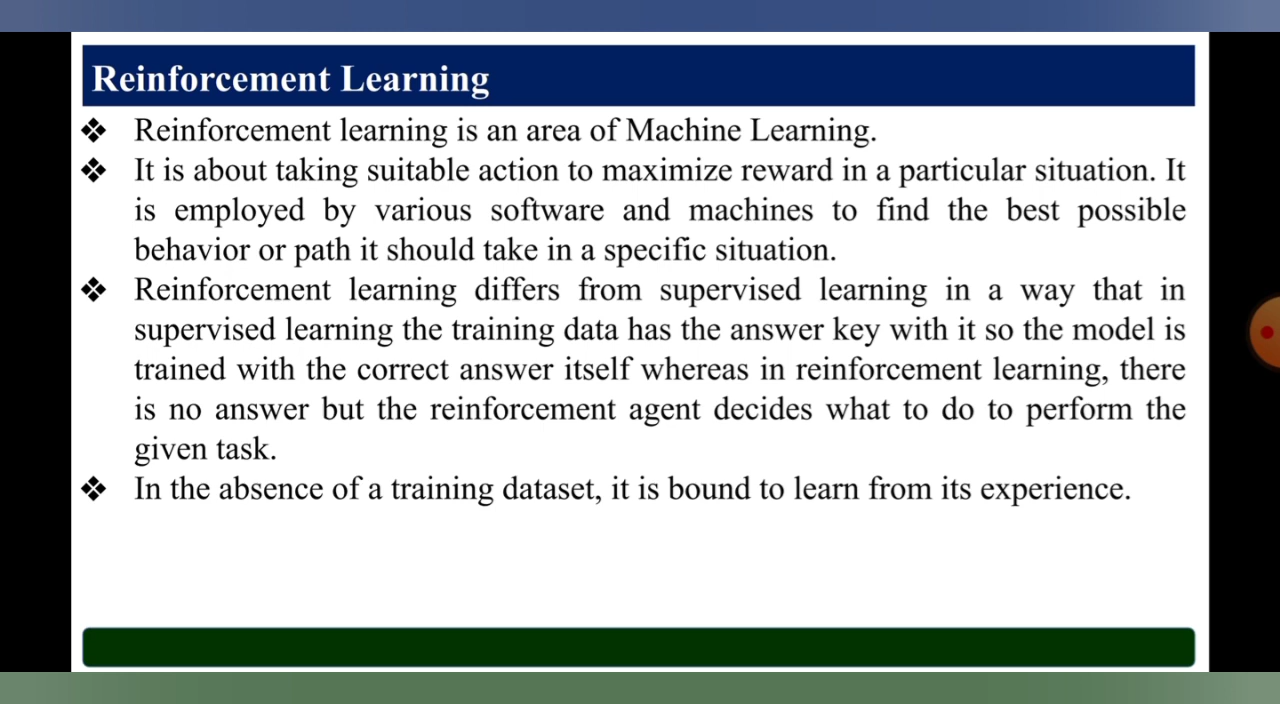 Reinforcement Learning
❖ Reinforcement learning is an area of Machine Learning.
❖ It is about taking suitable action to maximize reward in a particular situation. It
is employed by various software and machines to find the best possible
behavior or path it should take in a specific situation.
❖ Reinforcement learning differs from supervised learning in a way that in
supervised learning the training data has the answer key with it so the model is
trained with the correct answer itself whereas in reinforcement learning, there
is no answer but the reinforcement agent decides what to do to perform the
given task.
❖ In the absence of a training dataset, it is bound to learn from its experience.